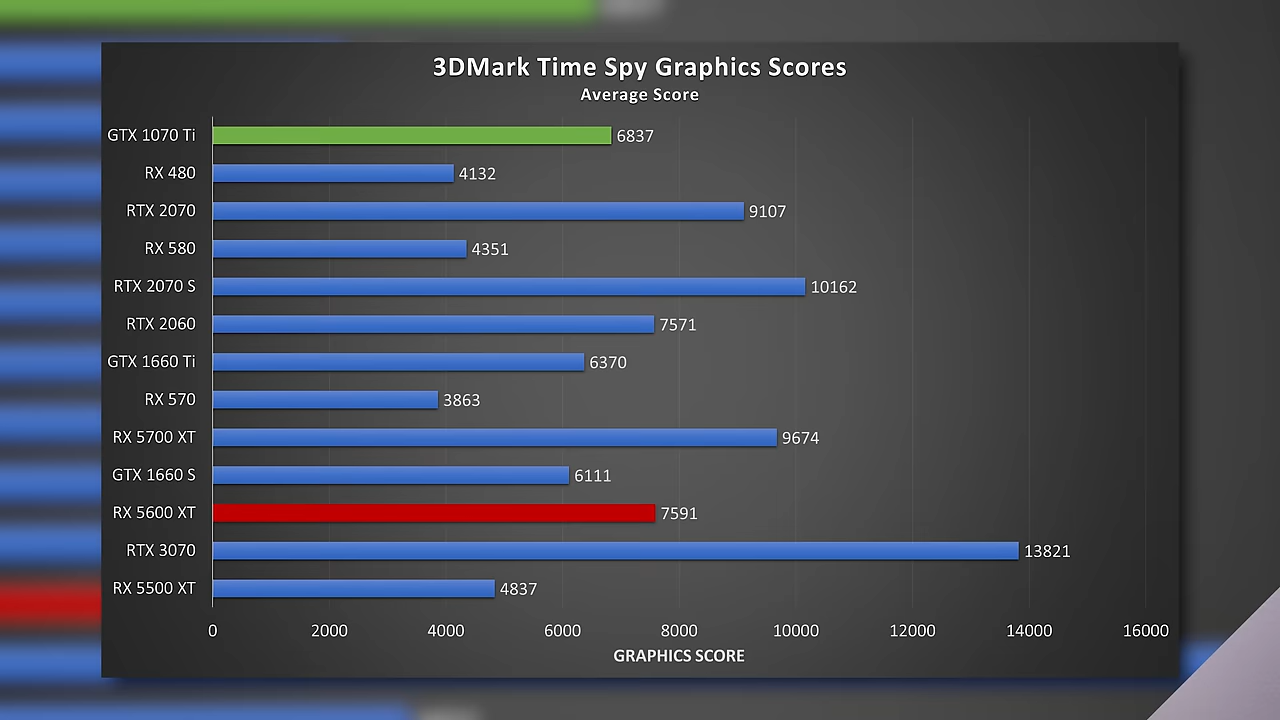 3DMark Time Spy Graphics Scores
Average Score
GTX 1070 Ti 6837
RX 480 4132
RTX 2070 9107
RX 580 4351
RTX 2070 S 10162
RTX 2060 7571
GTX 1660 Ti 6370
RX 570 3863
RX 5700 XT 9674
GTX 1660 S 6111
RX 5600 XT 7591
RTX 3070 13821
RX 5500 XT 4837
0 2000 4000 6000 8000 10000 12000 14000 16000
GRAPHICS SCORE